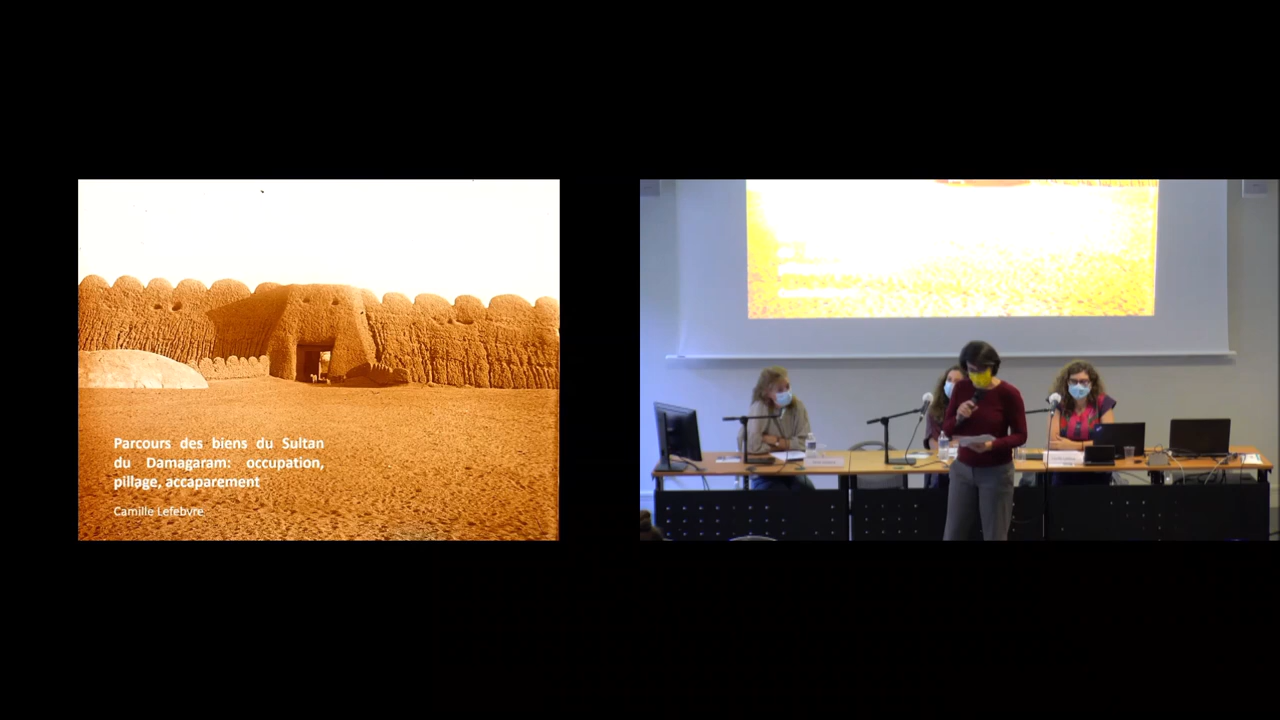 Parcours des biens du Sultan
du Damagaram: occupation,
pillage, accaparement
Camille Lefebvre